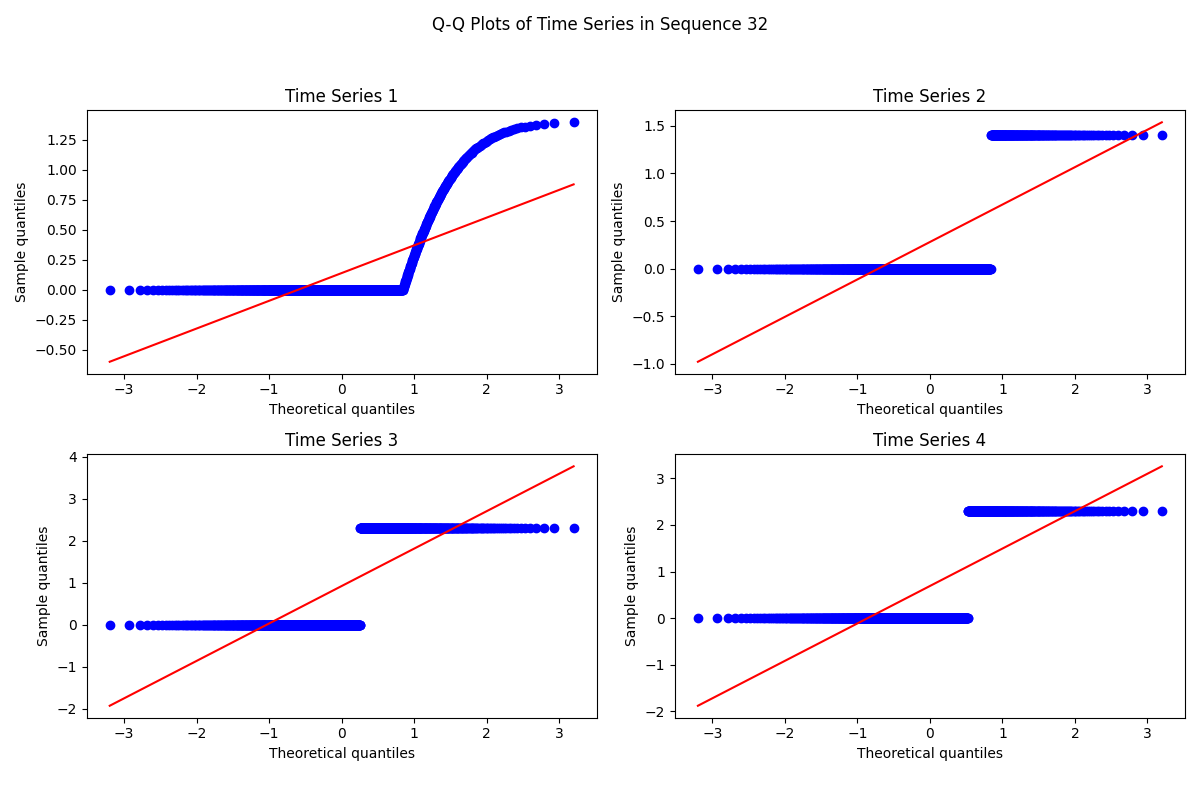 Q-Q Plots of Time Series in Sequence 32
Time Series 1
Sample quantiles
1.25
1.00
0.75
0.50
0.25
0.00
−0.25
−0.50
−3 −2 −1 0 1 2 3
Theoretical quantiles
Time Series 2
Sample quantiles
1.5
1.0
0.5
0.0
−0.5
−1.0
−3 −2 −1 0 1 2 3
Theoretical quantiles
Time Series 3
Sample quantiles
4
3
2
1
0
−1
−2
−3 −2 −1 0 1 2 3
Theoretical quantiles
Time Series 4
Sample quantiles
3
2
1
0
−1
−2
−3 −2 −1 0 1 2 3
Theoretical quantiles